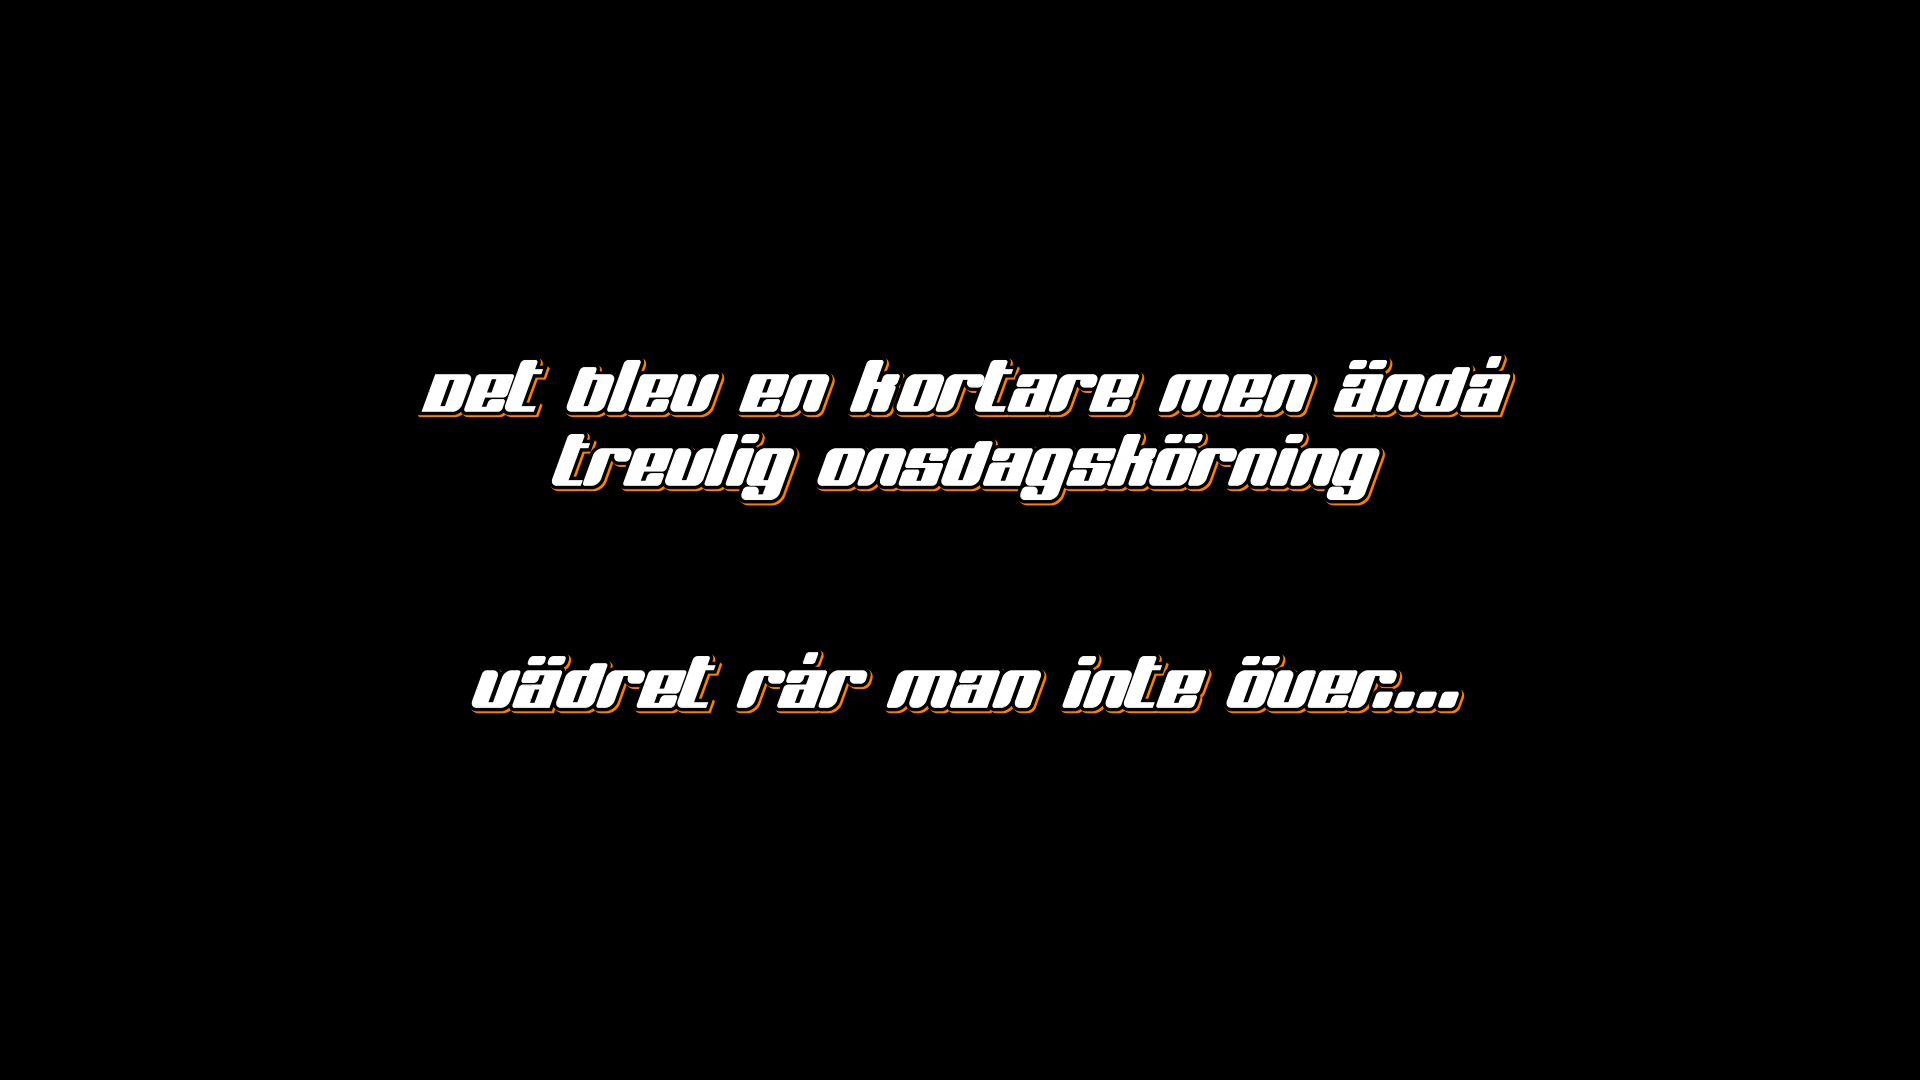 Det blev en kortare men ändå
trevlig onsdagskörning
vädret rår man inte över....